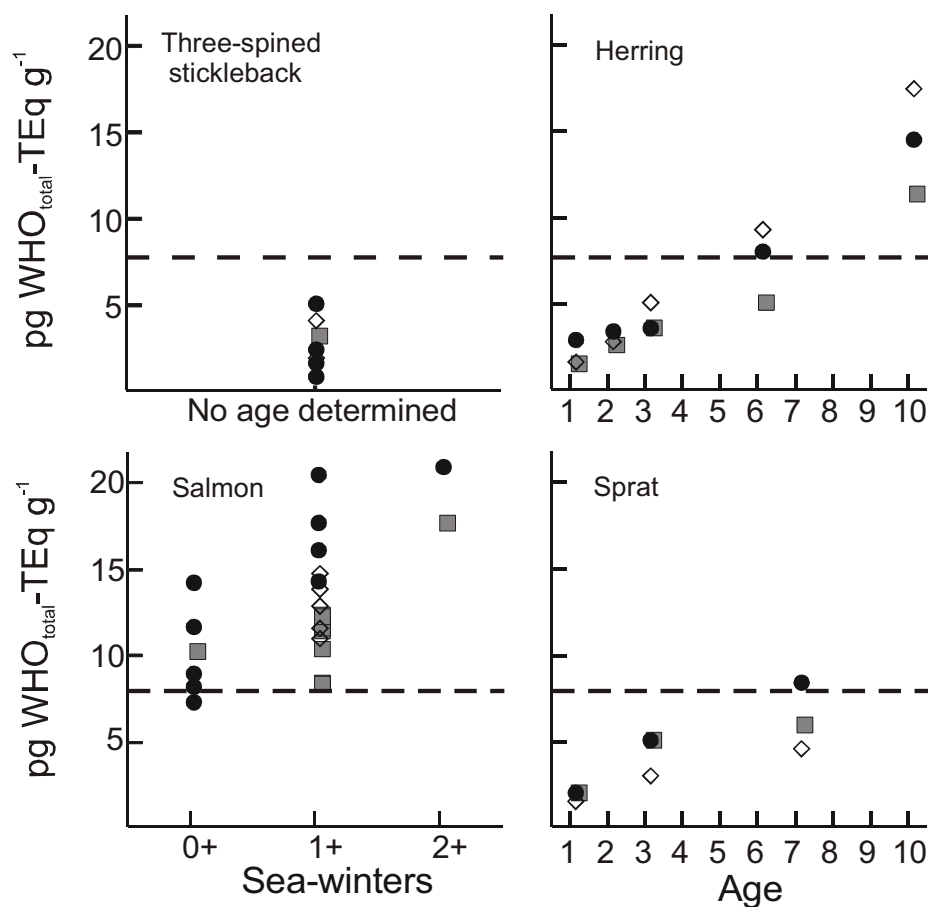 pg WHOtotal-TEq g-1
20
15
10
5
Three-spined
stickleback
No age determined
Herring
1 2 3 4 5 6 7 8 9 10
pg WHOtotal-TEq g-1
20
15
10
5
Salmon
0+ 1+ 2+
Sea-winters
Sprat
1 2 3 4 5 6 7 8 9 10
Age